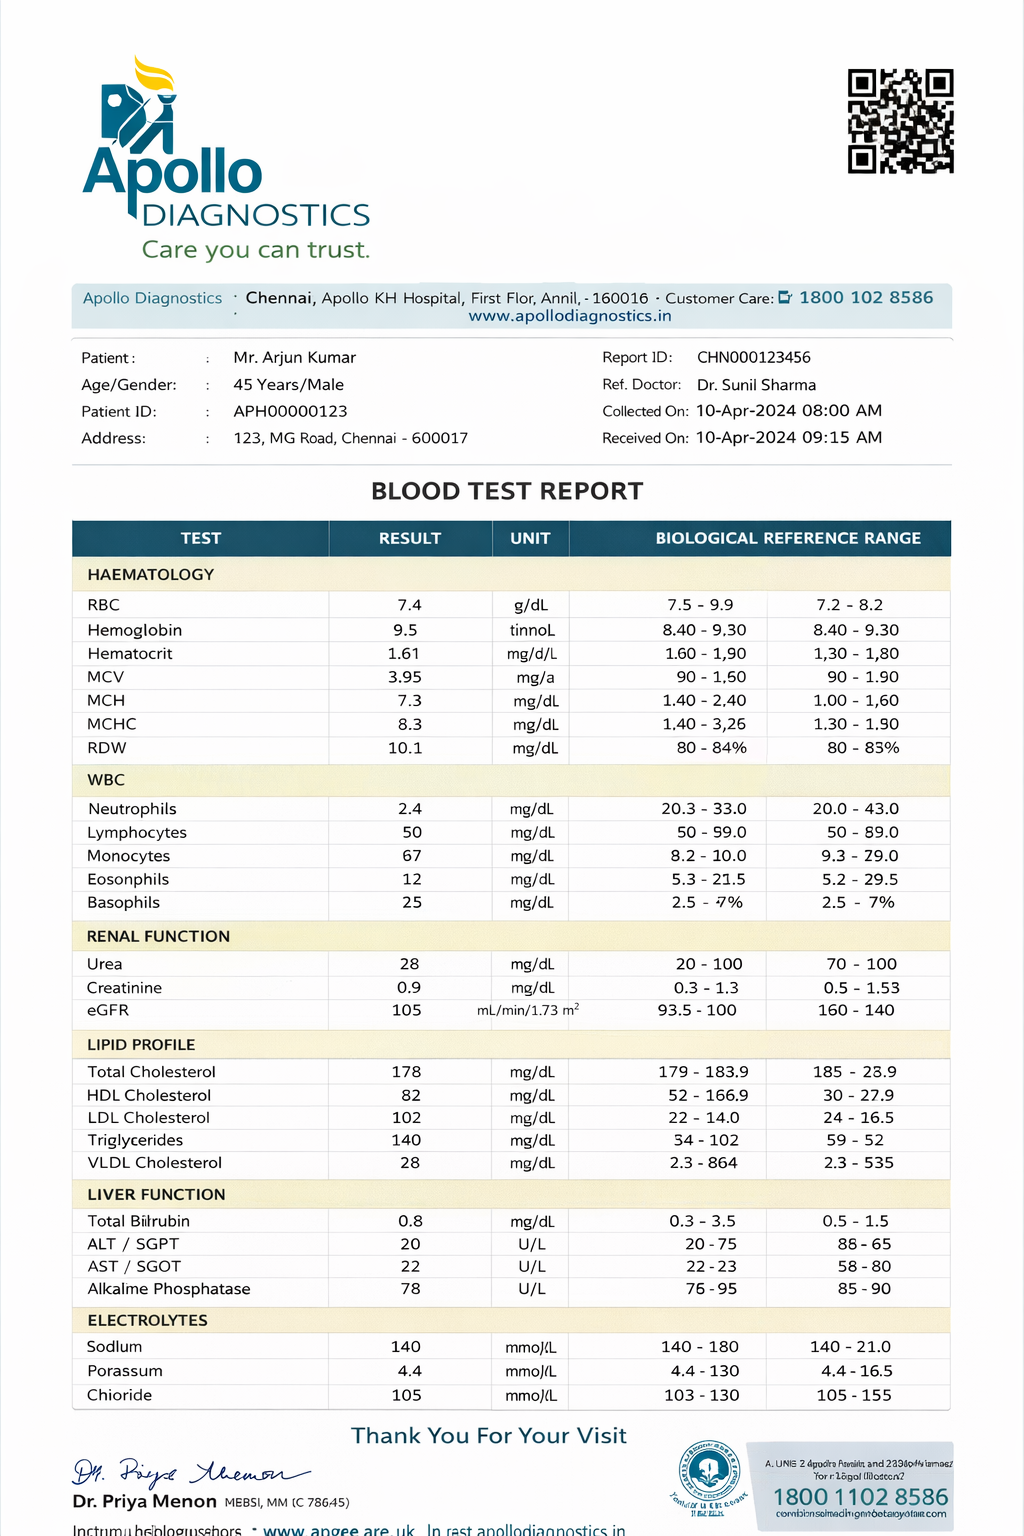 Apollo
DIAGNOSTICS
Care you can trust.
Apollo Diagnostics · Chennai, Apollo KH Hospital, First Flor, Annil, - 160016 · Customer Care: 1800 102 8586
www.apollodiagnostics.in
Patient : : Mr. Arjun Kumar Report ID: CHN000123456
Age/Gender: : 45 Years/Male Ref. Doctor: Dr. Sunil Sharma
Patient ID: : APH00000123 Collected On: 10-Apr-2024 08:00 AM
Address: : 123, MG Road, Chennai - 600017 Received On: 10-Apr-2024 09:15 AM
BLOOD TEST REPORT
TEST RESULT UNIT BIOLOGICAL REFERENCE RANGE
HAEMATOLOGY
RBC 7.4 g/dL 7.5 - 9.9 7.2 - 8.2
Hemoglobin 9.5 tinnoL 8.40 - 9.30 8.40 - 9.30
Hematocrit 1.61 mg/d/L 1.60 - 1,90 1,30 - 1,80
MCV 3.95 mg/a 90 - 1,60 90 - 1.90
MCH 7.3 mg/dL 1.40 - 2,40 1.00 - 1,60
MCHC 8.3 mg/dL 1,40 - 3,26 1.30 - 1.90
RDW 10.1 mg/dL 80 - 84% 80 - 83%
WBC
Neutrophils 2.4 mg/dL 20.3 - 33.0 20.0 - 43.0
Lymphocytes 50 mg/dL 50 - 99.0 50 - 89.0
Monocytes 67 mg/dL 8.2 - 10.0 9.3 - 79.0
Eosonphils 12 mg/dL 5.3 - 21.5 5.2 - 29.5
Basophils 25 mg/dL 2.5 - 7% 2.5 - 7%
RENAL FUNCTION
Urea 28 mg/dL 20 - 100 70 - 100
Creatinine 0.9 mg/dL 0.3 - 1.3 0.5 - 1.53
eGFR 105 mL/min/1.73 m² 93.5 - 100 160 - 140
LIPID PROFILE
Total Cholesterol 178 mg/dL 179 - 183.9 185 - 28.9
HDL Cholesterol 82 mg/dL 52 - 166.9 30 - 27.9
LDL Cholesterol 102 mg/dL 22 - 14.0 24 - 16.5
Triglycerides 140 mg/dL 54 - 102 59 - 52
VLDL Cholesterol 28 mg/dL 2.3 - 864 2.3 - 535
LIVER FUNCTION
Total 0.8 mg/dL 0.3 - 3.5 0.5 - 1.5
ALT / SGPT 20 U/L 20 - 75 88 - 65
AST / SGOT 22 U/L 22 - 23 58 - 80
Alkalme Phosphatase 78 U/L 76 - 95 85 - 90
ELECTROLYTES
Sodlum 140 140 - 180 140 - 21.0
Porassum 4.4 4.4 - 130 4.4 - 16.5
Chioride 105 103 - 130 105 - 155
Thank You For Your Visit
Dr. Priya Menon MEBSI, MM (C 78645)
1800 1102 8586
www.apgee.are.uk